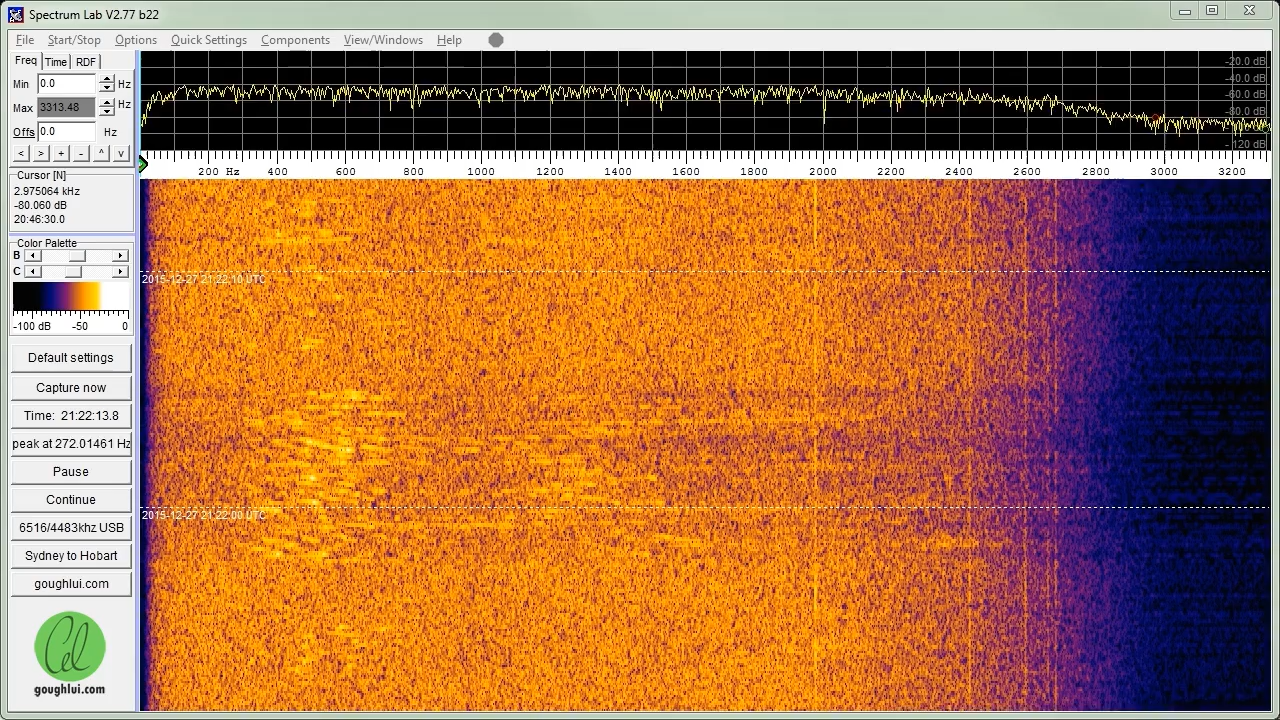 Spectrum Lab V2.77 b22
File Start/Stop Options Quick Settings Components View/Windows Help
Freq Time RDF
Min 0.0 Hz
Max 3313.48 Hz
Offs 0.0 Hz
< > + - ^ v
Cursor [N]
2.975064 kHz
-80.060 dB
20:46:30.0
Color Palette
B
C
-100 dB -50 0
Default settings
Capture now
Time: 21:22:13.8
peak at 272.01461 Hz
Pause
Continue
6516/4483khz USB
Sydney to Hobart
goughlui.com
Gel
goughlui.com
-20.0 dB
-40.0 dB
-60.0 dB
-80.0 dB
-120 dB
200 Hz 400 600 800 1000 1200 1400 1600 1800 2000 2200 2400 2600 2800 3000 3200
2015-12-27 21:22:10 UTC
2015-12-27 21:22:00 UTC